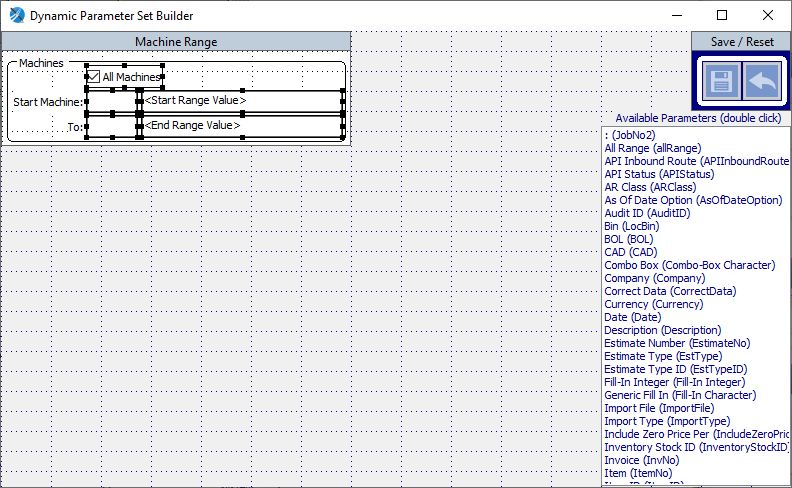 Dynamic Parameter Set Builder
Machine Range
Save / Reset
Machines
All Machines
Start Machine:
<Start Range Value>
To:
<End Range Value>
Available Parameters (double click)
: (JobNo2)
All Range (allRange)
API Inbound Route (APIInboundRoute
API Status (APIStatus)
AR Class (ARClass)
As Of Date Option (AsOfDateOption)
Audit ID (AuditID)
Bin (LocBin)
BOL (BOL)
CAD (CAD)
Combo Box (Combo-Box Character)
Company (Company)
Correct Data (CorrectData)
Currency (Currency)
Date (Date)
Description (Description)
Estimate Number (EstimateNo)
Estimate Type (EstType)
Estimate Type ID (EstTypeID)
Fill-In Integer (Fill-In Integer)
Generic Fill In (Fill-In Character)
Import File (ImportFile)
Import Type (ImportType)
Include Zero Price Per (IncludeZeroPric
Inventory Stock ID (InventoryStockID)
Invoice (InvNo)
Item (ItemNo)